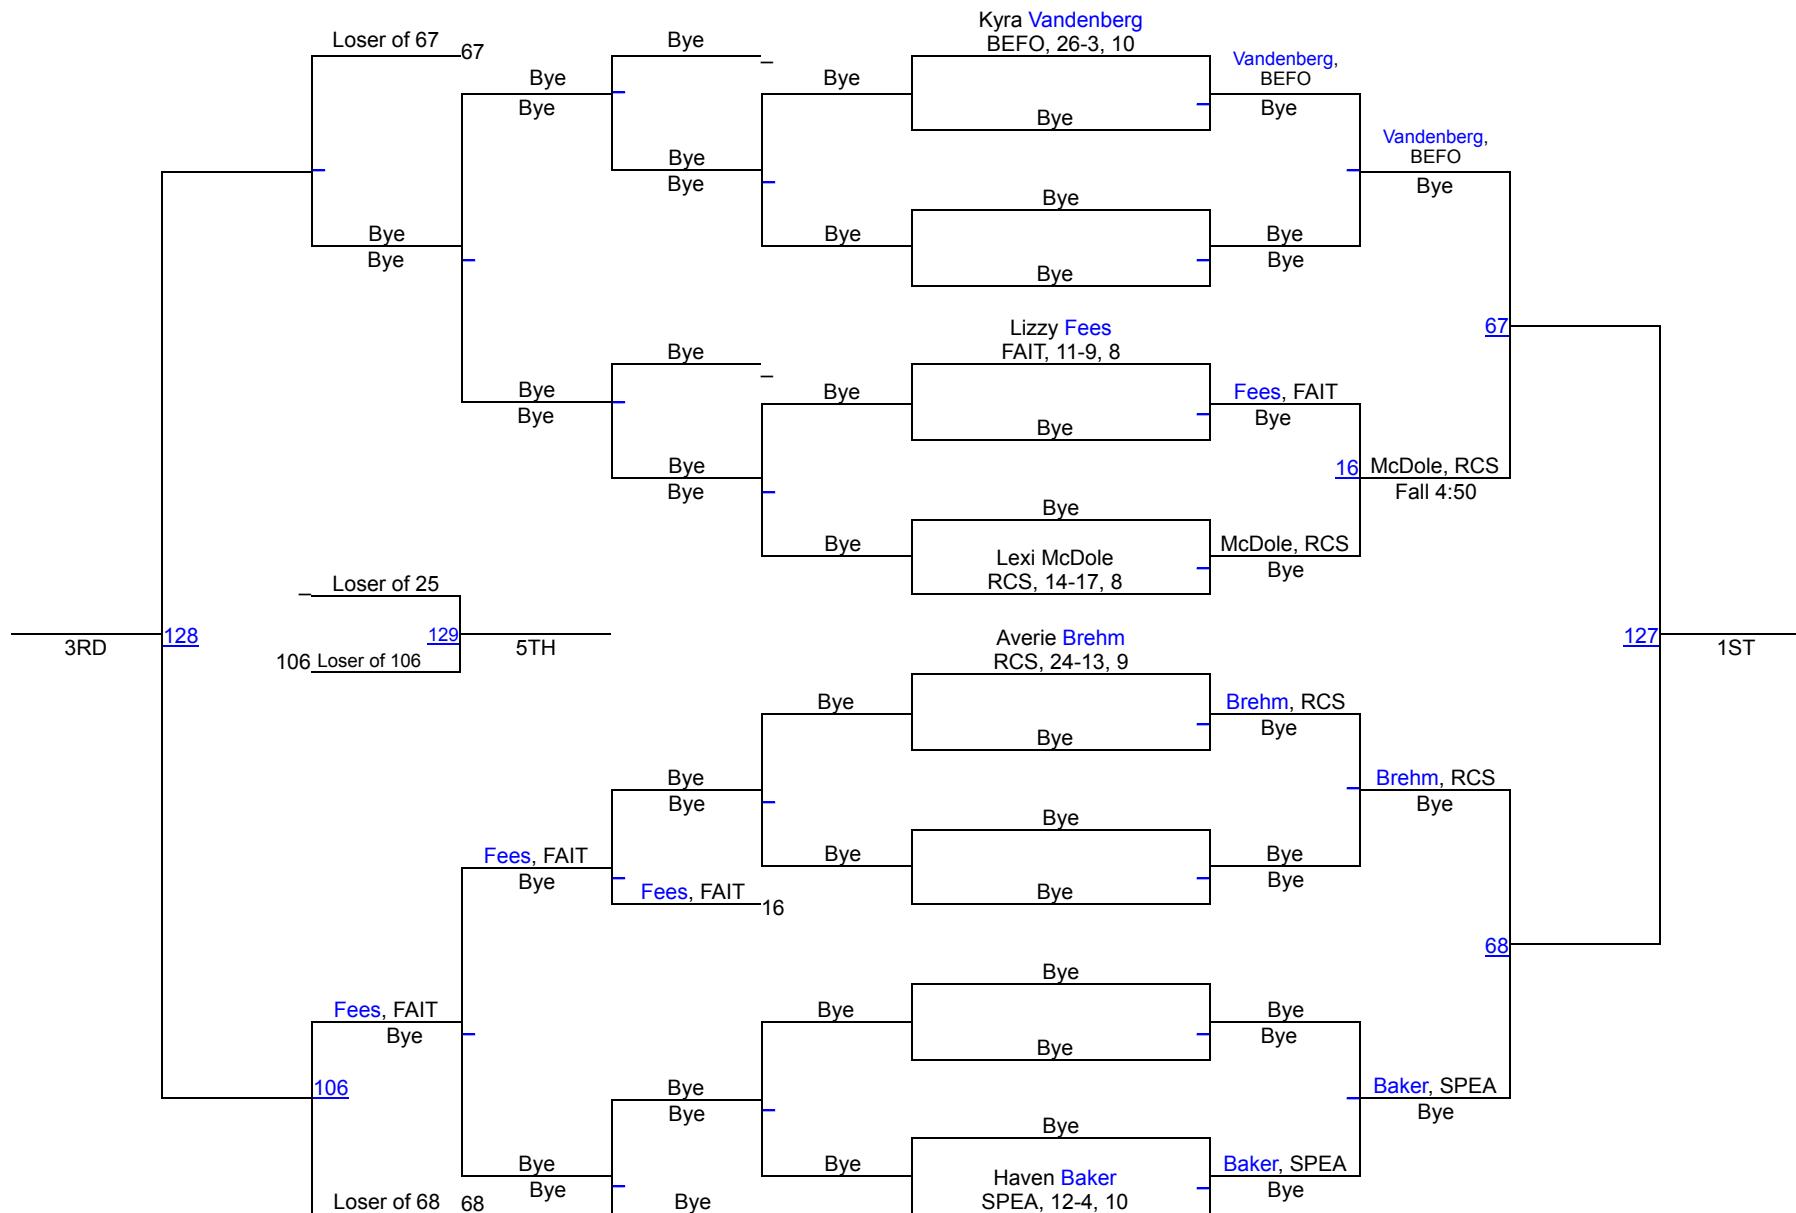 Kyra Vandenberg
BEFO, 26-3, 10
Loser of 67
67
Bye
_
Vandenberg,
BEFO
Bye
Bye
Bye
Bye
Bye
Bye
Vandenberg,
BEFO
Bye
Bye
Bye
Bye
Bye
Bye
Bye
Bye
Bye
Bye
Lizzy Fees
FAIT, 11-9, 8
67
Bye
_
Bye
Bye
Bye
Fees, FAIT
Bye
Bye
Bye
Bye
16
McDole, RCS
Fall 4:50
Bye
Bye
Lexi McDole
RCS, 14-17, 8
McDole, RCS
Bye
_
Loser of 25
3RD
128
129
5TH
106
Loser of 106
Averie Brehm
RCS, 24-13, 9
127
1ST
Bye
Brehm, RCS
Bye
Bye
Bye
Bye
Brehm, RCS
Bye
Bye
Fees, FAIT
Bye
Bye
Bye
Bye
Bye
Fees, FAIT
16
68
Bye
Fees, FAIT
Bye
Bye
Bye
Bye
Bye
106
Bye
Bye
Baker, SPEA
Bye
Bye
Bye
Bye
Bye
Haven Baker
SPEA, 12-4, 10
Baker, SPEA
Bye
Loser of 68
68
Bye